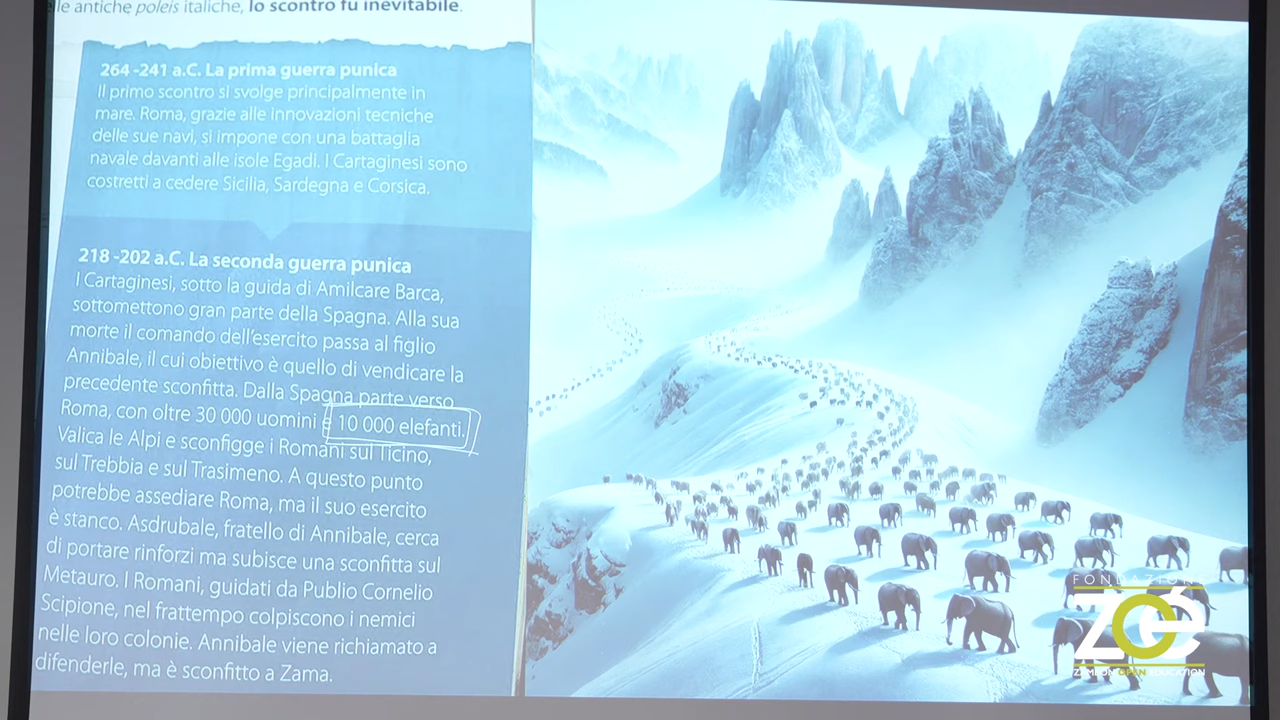 lle antiche poleis italiche, lo scontro fu inevitabile.
264 -241 a.C. La prima guerra punica
Il primo scontro si svolge principalmente in
mare. Roma, grazie alle innovazioni tecniche
delle sue navi, si impone con una battaglia
navale davanti alle isole Egadi. I Cartaginesi sono
costretti a cedere Sicilia, Sardegna e Corsica.
218 -202 a.C. La seconda guerra punica
I Cartaginesi, sotto la guida di Amilcare Barca,
sottomettono gran parte della Spagna. Alla sua
morte il comando dell'esercito passa al figlio
Annibale, il cui obiettivo è quello di vendicare la
precedente sconfitta. Dalla Spagna parte verso
Roma, con oltre 30 000 uomini e 10 000 elefanti.
Valica le Alpi e sconfigge i Romani sul Ticino,
sul Trebbia e sul Trasimeno. A questo punto
potrebbe assediare Roma, ma il suo esercito
è stanco. Asdrubale, fratello di Annibale, cerca
di portare rinforzi ma subisce una sconfitta sul
Metauro. I Romani, guidati da Publio Cornelio
Scipione, nel frattempo colpiscono i nemici
nelle loro colonie. Annibale viene richiamato a
difenderle, ma è sconfitto a Zama.
FONDAZIONE
zoé
ZAMBON OPEN EDUCATION